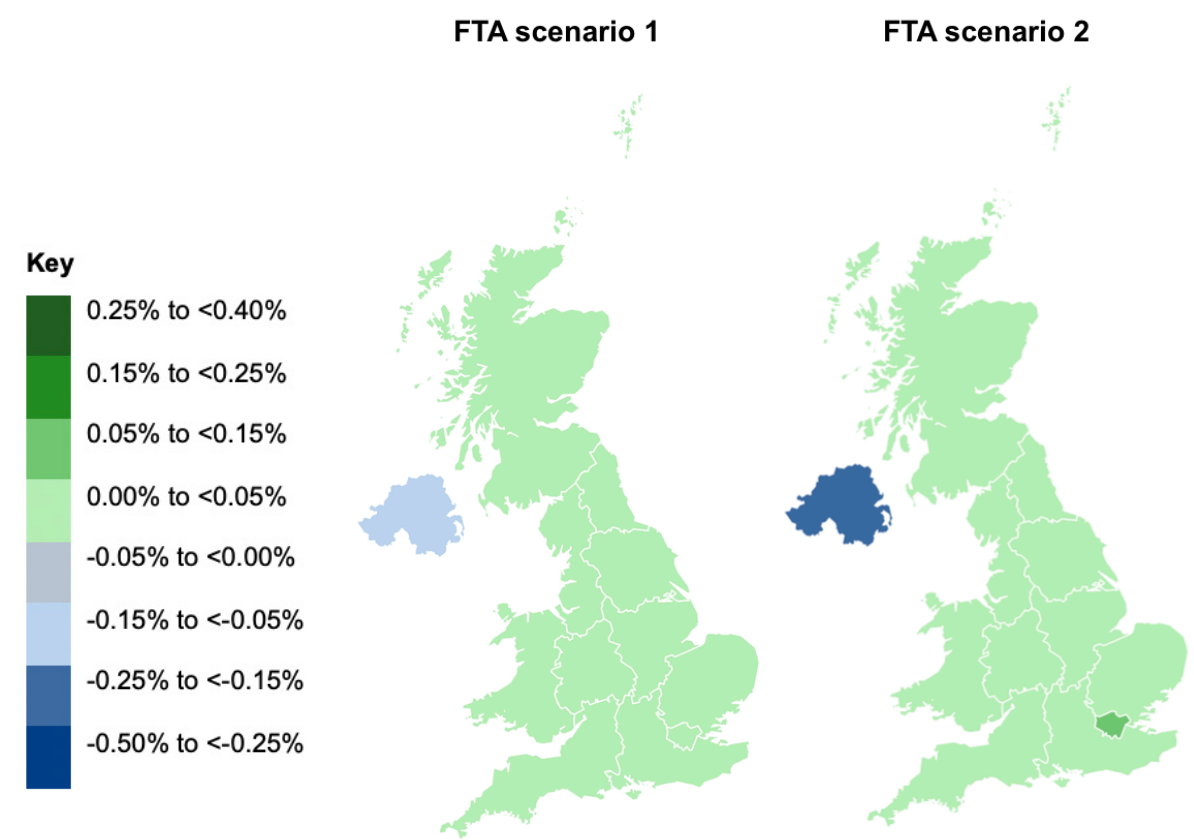 FTA scenario 1
FTA scenario 2
Key
0.25% to <0.40%
0.15% to <0.25%
0.05% to <0.15%
0.00% to <0.05%
-0.05% to <0.00%
-0.15% to <-0.05%
-0.25% to <-0.15%
-0.50% to <-0.25%